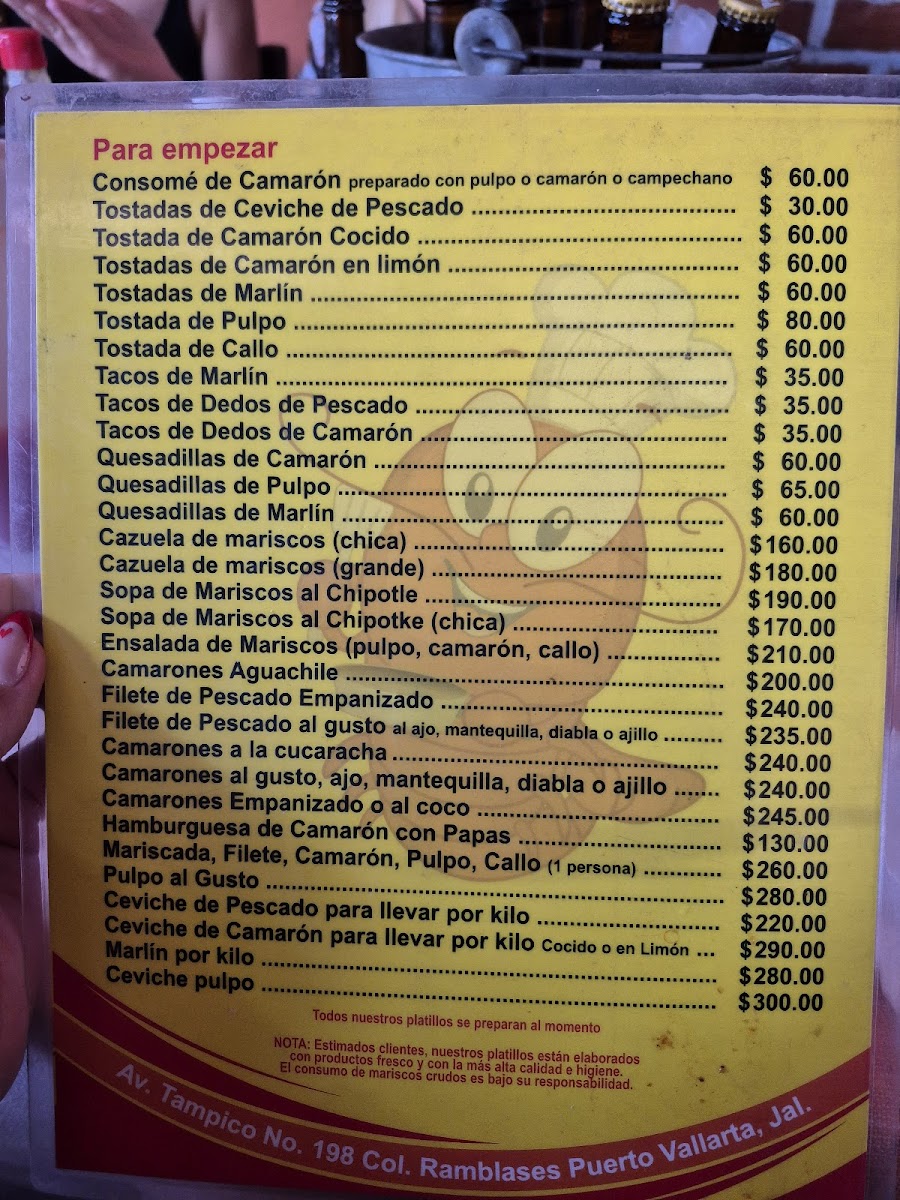 Para empezar
Consomé de Camarón preparado con pulpo o camarón o campechano $ 60.00
Tostadas de Ceviche de Pescado ........ $ 30.00
Tostada de Camarón Cocido ........ $ 60.00
Tostadas de Camarón en limón ........ $ 60.00
Tostadas de Marlín ........ $ 60.00
Tostada de Pulpo ........ $ 80.00
Tostada de Callo ........ $ 60.00
Tacos de Marlín ........ $ 35.00
Tacos de Dedos de Pescado ........ $ 35.00
Tacos de Dedos de Camarón ........ $ 35.00
Quesadillas de Camarón ........ $ 60.00
Quesadillas de Pulpo ........ $ 65.00
Quesadillas de Marlín ........ $ 60.00
Cazuela de mariscos (chica) ........ $160.00
Cazuela de mariscos (grande) ........ $180.00
Sopa de Mariscos al Chipotle ........ $190.00
Sopa de Mariscos al Chipotke (chica) ........ $170.00
Ensalada de Mariscos (pulpo, camarón, callo) ........ $210.00
Camarones Aguachile ........ $200.00
Filete de Pescado Empanizado ........ $240.00
Filete de Pescado al gusto al ajo, mantequilla, diabla o ajillo ........ $235.00
Camarones a la cucaracha ........ $240.00
Camarones al gusto, ajo, mantequilla, diabla o ajillo ........ $240.00
Camarones Empanizado o al coco ........ $245.00
Hamburguesa de Camarón con Papas ........ $130.00
Mariscada, Filete, Camarón, Pulpo, Callo (1 persona) ........ $260.00
Pulpo al Gusto ........ $280.00
Ceviche de Pescado para llevar por kilo ........ $220.00
Ceviche de Camarón para llevar por kilo Cocido o en Limón ... $290.00
Marlín por kilo ........ $280.00
Ceviche pulpo ........ $300.00
Todos nuestros platillos se preparan al momento
NOTA: Estimados clientes, nuestros platillos están elaborados
con productos fresco y con la más alta calidad e higiene.
El consumo de mariscos crudos es bajo su responsabilidad.
Av. Tampico No. 198 Col. Ramblases Puerto Vallarta, Jal.